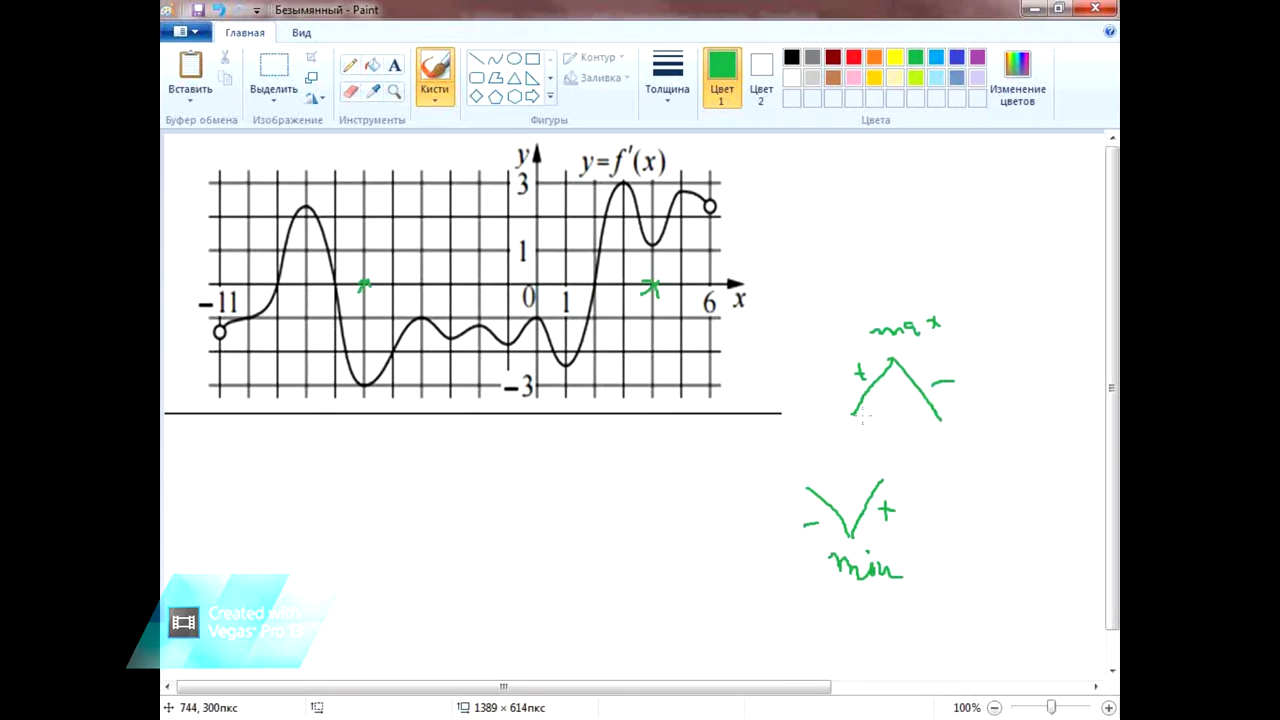 Безымянный - Paint
Главная Вид
Вставить
Выделить
Кисти
Контур
Заливка
Толщина
Цвет 1
Цвет 2
Изменение цветов
Буфер обмена
Изображение
Инструменты
Фигуры
Цвета
y
y=f'(x)
3
1
-11
0
1
6
x
-3
max
+
-
-
+
min
Created with
Vegas Pro 13
744, 300пкс
1389 × 614пкс
100%